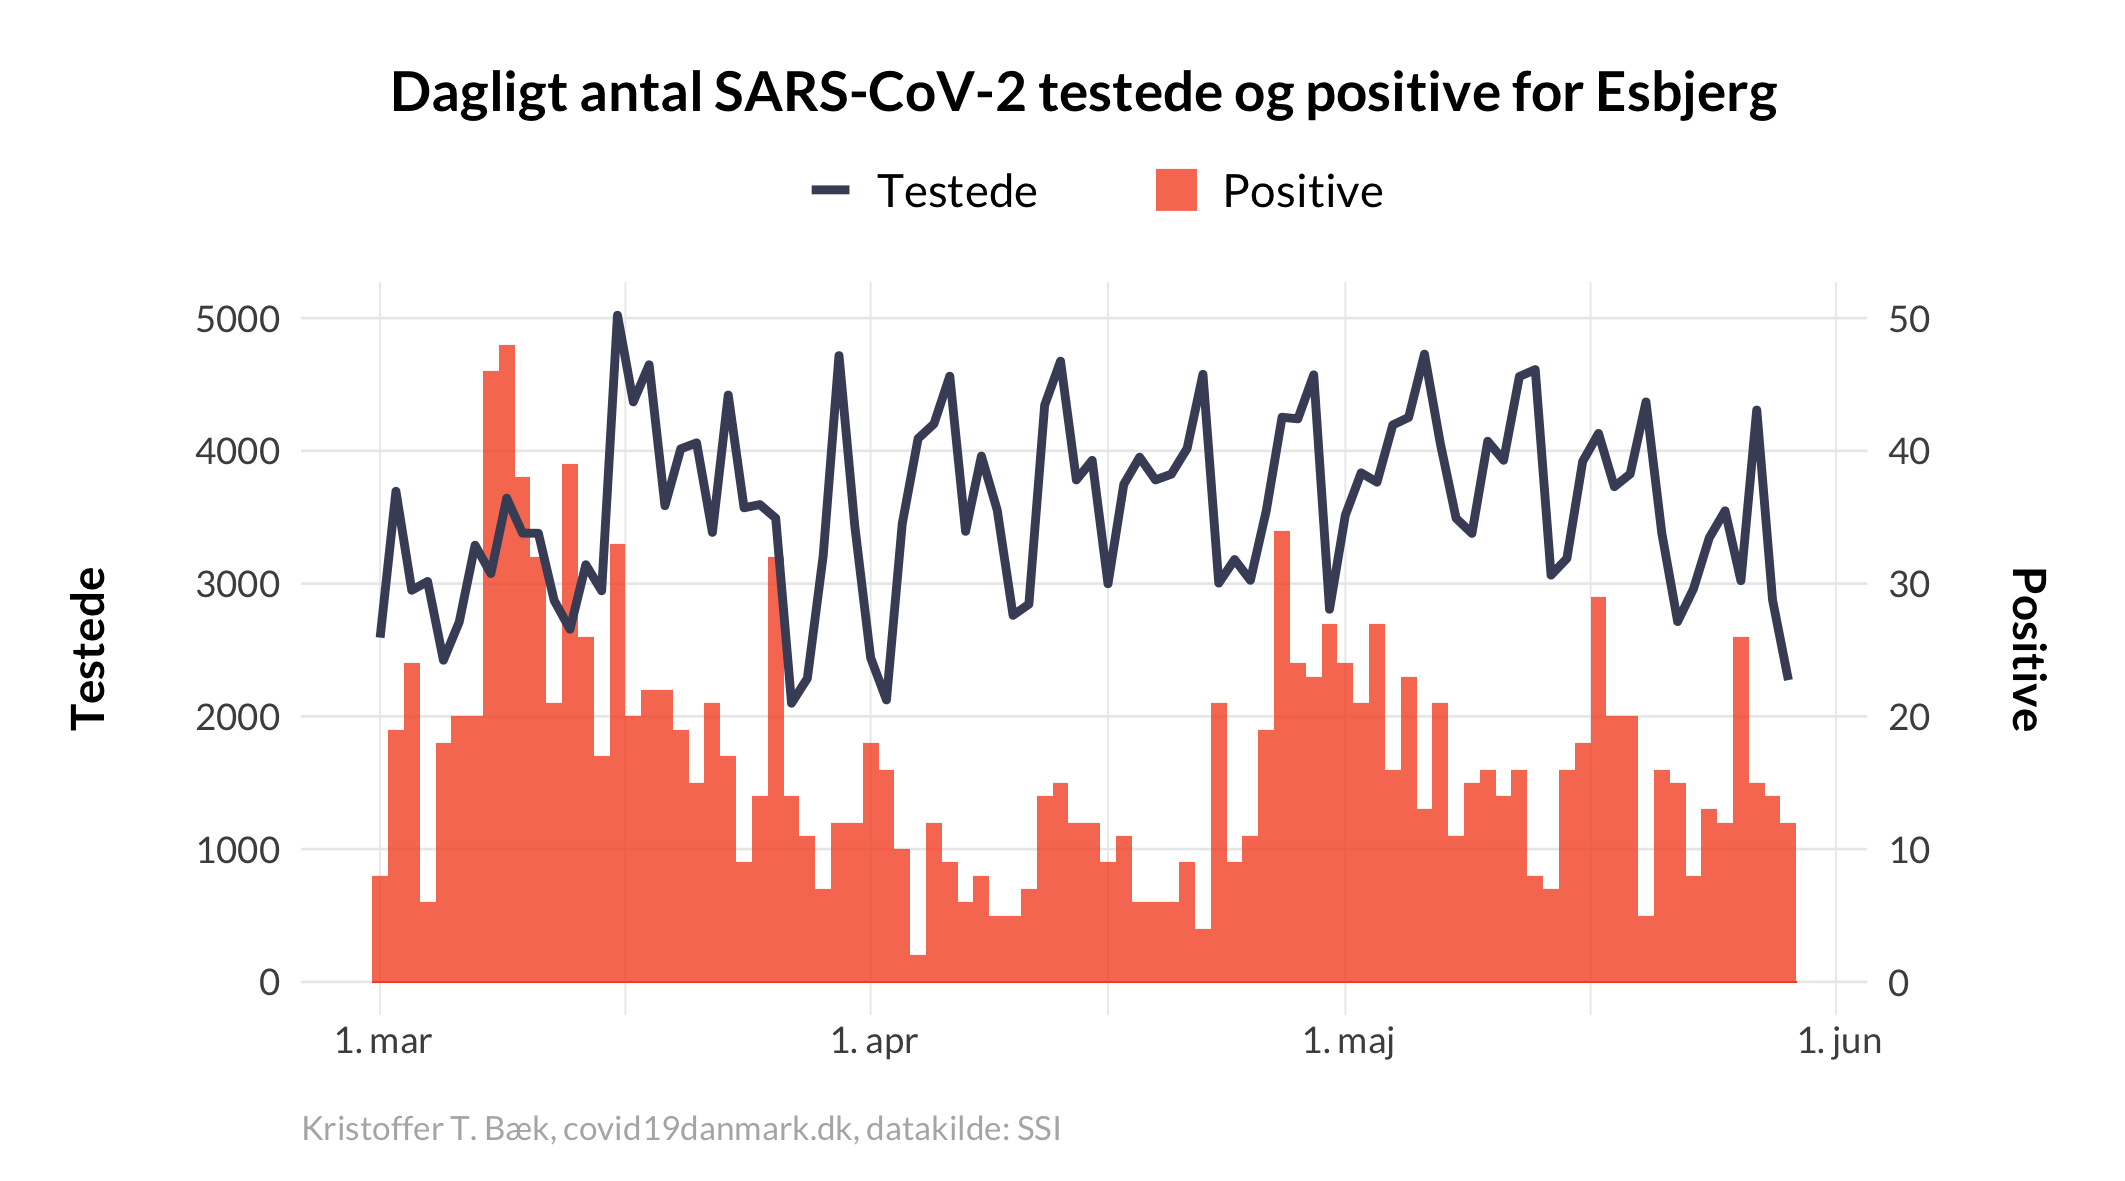 Dagligt antal SARS-CoV-2 testede og positive for Esbjerg
Testede Positive
5000 50
4000 40
3000 30
2000 20
1000 10
0 0
Testede
Positive
1. mar 1. apr 1. maj 1. jun
Kristoffer T. Bæk, covid19danmark.dk, datakilde: SSI